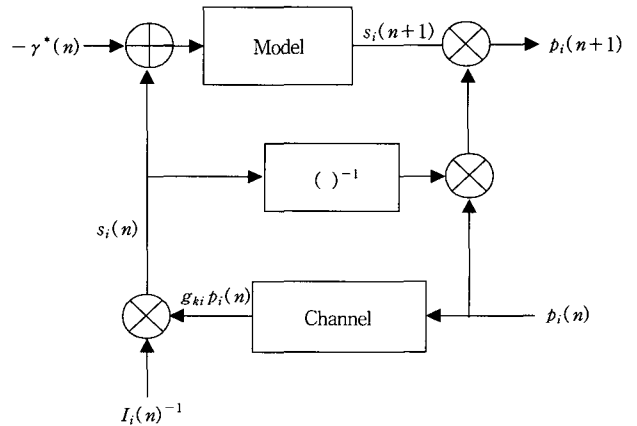 − γ*(n)
Model
s_i(n+1)
p_i(n+1)
( )^{-1}
s_i(n)
g_{ki} p_i(n)
Channel
p_i(n)
I_i(n)^{-1}